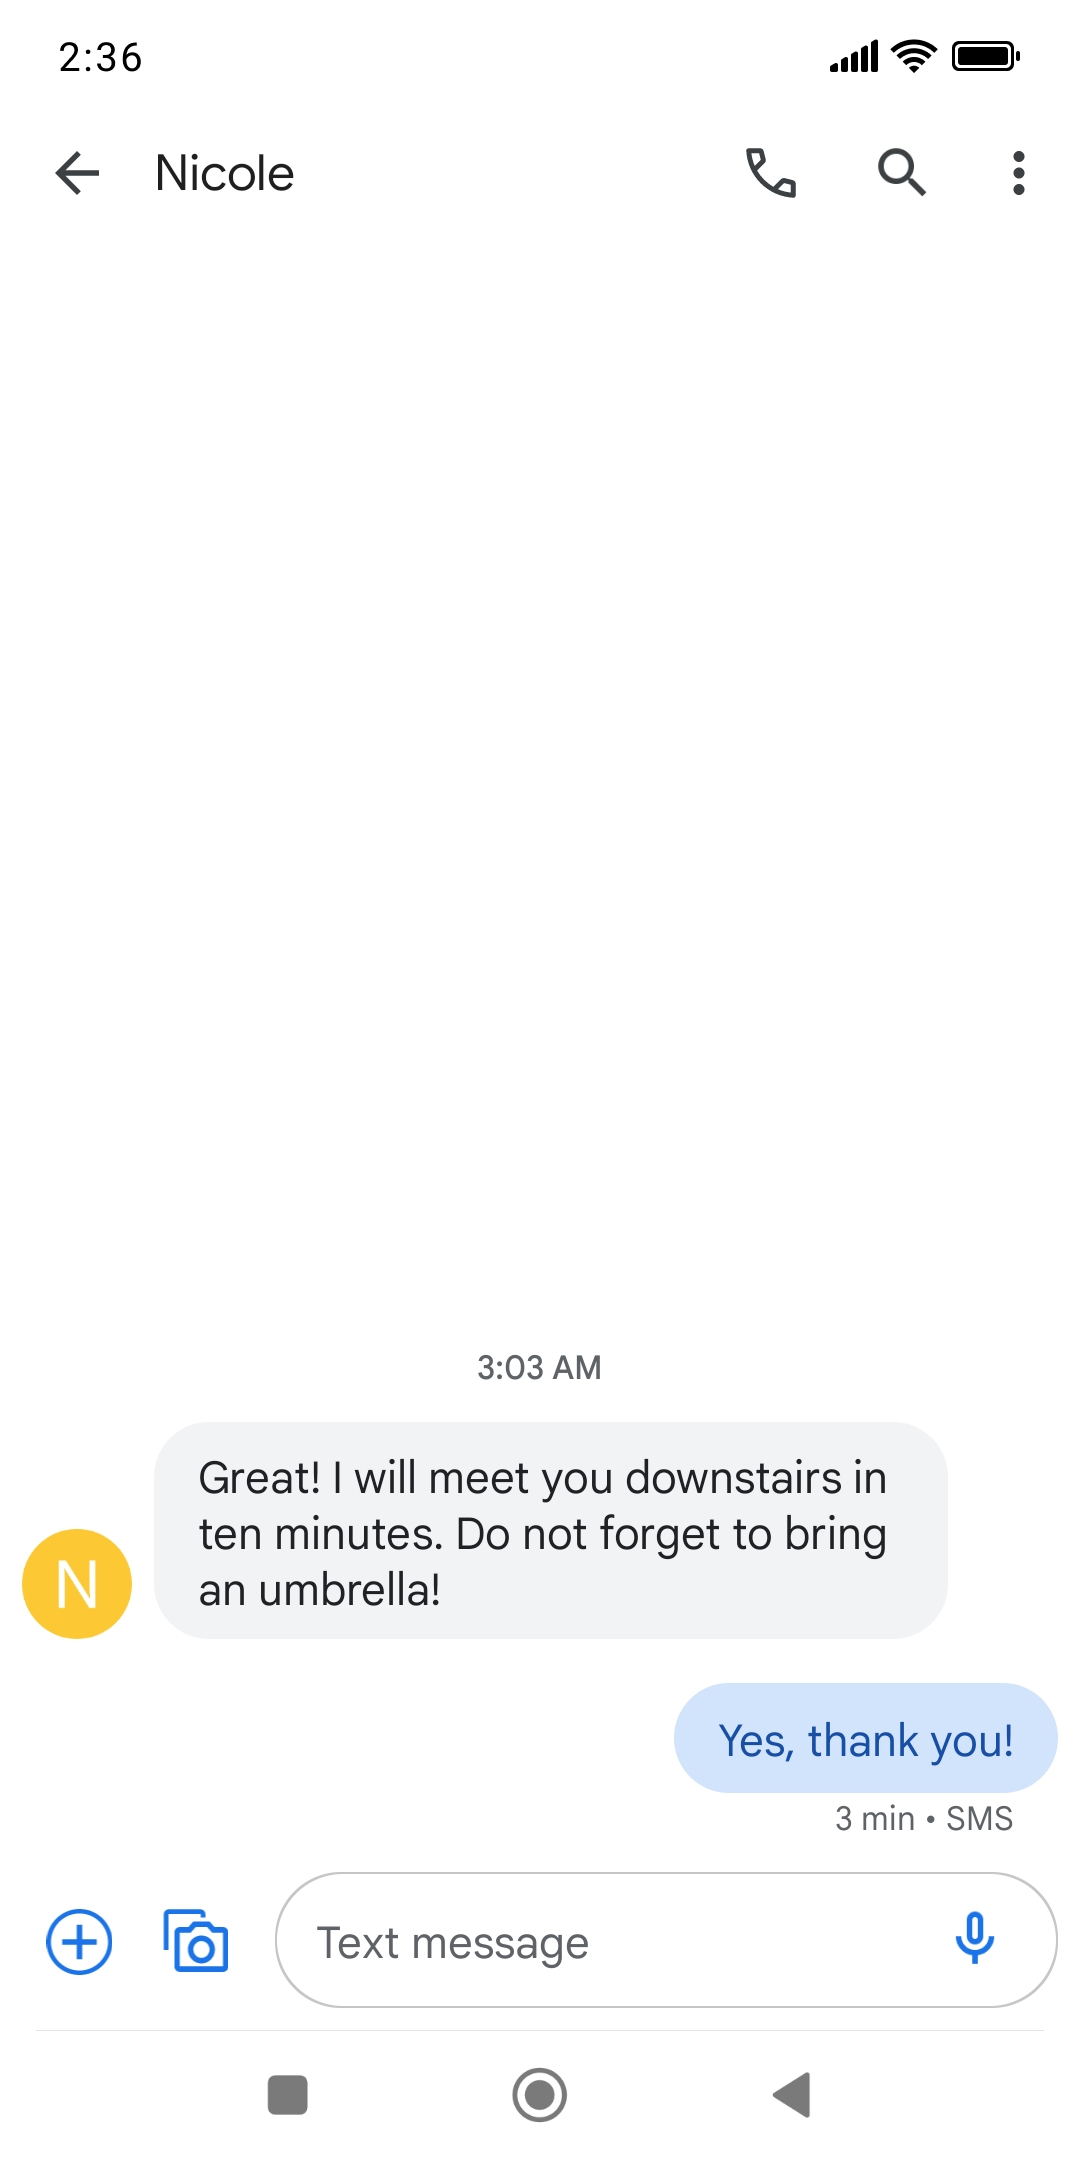 2:36
Nicole
3:03 AM
Great! I will meet you downstairs in
ten minutes. Do not forget to bring
an umbrella!
N
Yes, thank you!
3 min • SMS
Text message